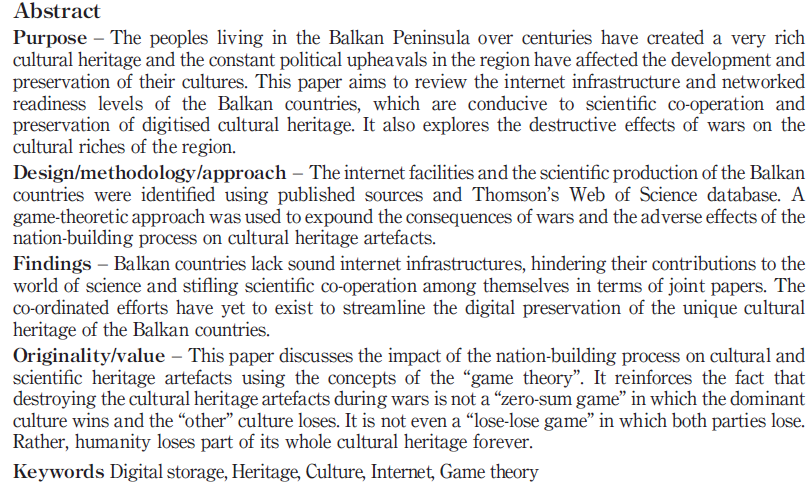 Abstract
Purpose – The peoples living in the Balkan Peninsula over centuries have created a very rich
cultural heritage and the constant political upheavals in the region have affected the development and
preservation of their cultures. This paper aims to review the internet infrastructure and networked
readiness levels of the Balkan countries, which are conducive to scientific co-operation and
preservation of digitised cultural heritage. It also explores the destructive effects of wars on the
cultural riches of the region.
Design/methodology/approach – The internet facilities and the scientific production of the Balkan
countries were identified using published sources and Thomson's Web of Science database. A
game-theoretic approach was used to expound the consequences of wars and the adverse effects of the
nation-building process on cultural heritage artefacts.
Findings – Balkan countries lack sound internet infrastructures, hindering their contributions to the
world of science and stifling scientific co-operation among themselves in terms of joint papers. The
co-ordinated efforts have yet to exist to streamline the digital preservation of the unique cultural
heritage of the Balkan countries.
Originality/value – This paper discusses the impact of the nation-building process on cultural and
scientific heritage artefacts using the concepts of the “game theory”. It reinforces the fact that
destroying the cultural heritage artefacts during wars is not a “zero-sum game” in which the dominant
culture wins and the “other” culture loses. It is not even a “lose-lose game” in which both parties lose.
Rather, humanity loses part of its whole cultural heritage forever.
Keywords Digital storage, Heritage, Culture, Internet, Game theory